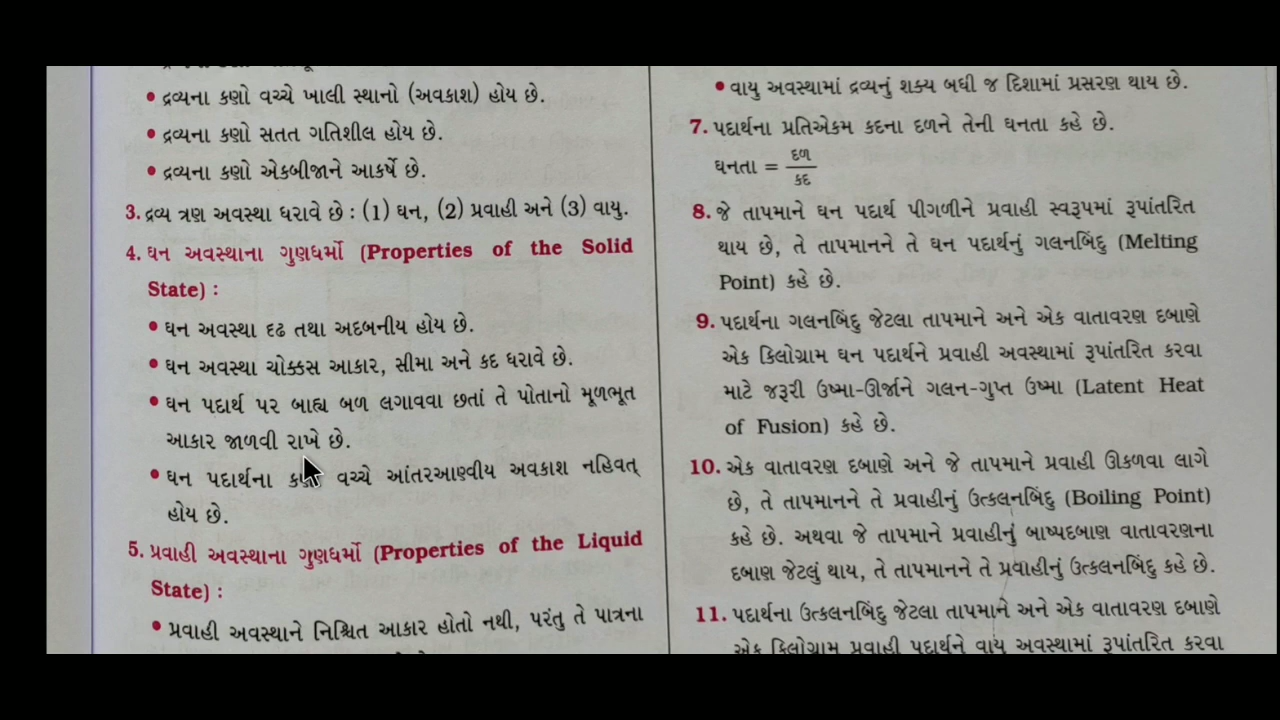 • દ્રવ્યના કણો વચ્ચે ખાલી સ્થાનો (અવકાશ) હોય છે.
• દ્રવ્યના કણો સતત ગતિશીલ હોય છે.
• દ્રવ્યના કણો એકબીજાને આકર્ષે છે.
3. દ્રવ્ય ત્રણ અવસ્થા ધરાવે છે : (1) ઘન, (2) પ્રવાહી અને (3) વાયુ.
4. ઘન અવસ્થાના ગુણધર્મો (Properties of the Solid
State) :
• ઘન અવસ્થા દઢ તથા અદબનીય હોય છે.
• ઘન અવસ્થા ચોક્કસ આકાર, સીમા અને કદ ધરાવે છે.
• ઘન પદાર્થ પર બાહ્ય બળ લગાવવા છતાં તે પોતાનો મૂળભૂત
આકાર જાળવી રાખે છે.
• ઘન પદાર્થના વચ્ચે આંતરઆણ્વીય અવકાશ નહિવત્
હોય છે.
5. પ્રવાહી અવસ્થાના ગુણધર્મો (Properties of the Liquid
State) :
• પ્રવાહી અવસ્થાને નિશ્ચિત આકાર હોતો નથી, પરંતુ તે પાત્રના
• વાયુ અવસ્થામાં દ્રવ્યનું શક્ય બધી જ દિશામાં પ્રસરણ થાય છે.
7. પદાર્થના પ્રતિએકમ કદના દળને તેની ઘનતા કહે છે.
ઘનતા = દળ / કદ
8. જે તાપમાને ઘન પદાર્થ પીગળીને પ્રવાહી સ્વરૂપમાં રૂપાંતરિત
થાય છે, તે તાપમાનને તે ઘન પદાર્થનું ગલનબિંદુ (Melting
Point) કહે છે.
9. પદાર્થના ગલનબિંદુ જેટલા તાપમાને અને એક વાતાવરણ દબાણે
એક કિલોગ્રામ ઘન પદાર્થને પ્રવાહી અવસ્થામાં રૂપાંતરિત કરવા
માટે જરૂરી ઉષ્મા-ઊર્જાને ગલન-ગુપ્ત ઉષ્મા (Latent Heat
of Fusion) કહે છે.
10. એક વાતાવરણ દબાણે અને જે તાપમાને પ્રવાહી ઊકળવા લાગે
છે, તે તાપમાનને તે પ્રવાહીનું ઉત્કલનબિંદુ (Boiling Point)
કહે છે. અથવા જે તાપમાને પ્રવાહીનું બાષ્પદબાણ વાતાવરણના
દબાણ જેટલું થાય, તે તાપમાનને તે પ્રવાહીનું ઉત્કલનબિંદુ કહે છે.
11. પદાર્થના ઉત્કલનબિંદુ જેટલા તાપમાને અને એક વાતાવરણ દબાણે
એક કિલોગ્રામ પ્રવાહી પદાર્થને વાયુ અવસ્થામાં રૂપાંતરિત કરવા